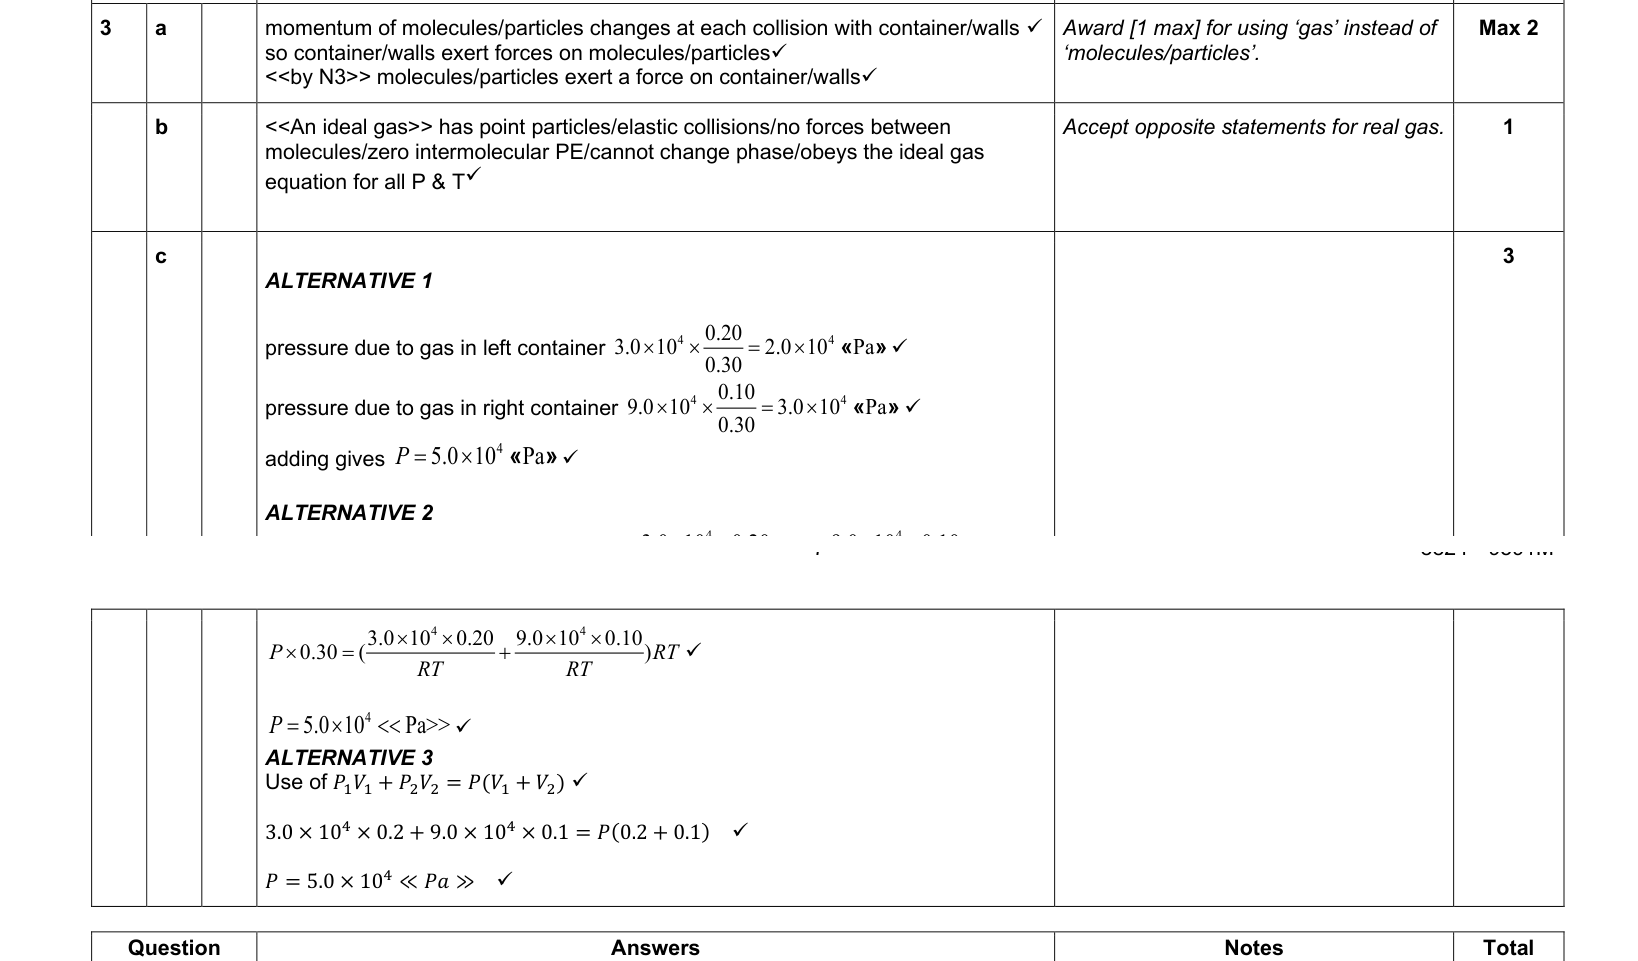 3 a momentum of molecules/particles changes at each collision with container/walls ✓ Award [1 max] for using ‘gas’ instead of Max 2
so container/walls exert forces on molecules/particles✓ ‘molecules/particles’.
<<by N3>> molecules/particles exert a force on container/walls✓
b <<An ideal gas>> has point particles/elastic collisions/no forces between Accept opposite statements for real gas. 1
molecules/zero intermolecular PE/cannot change phase/obeys the ideal gas
equation for all P & T✓
c 3
ALTERNATIVE 1
pressure due to gas in left container 3.0×10⁴ × 0.20/0.30 = 2.0×10⁴ «Pa» ✓
pressure due to gas in right container 9.0×10⁴ × 0.10/0.30 = 3.0×10⁴ «Pa» ✓
adding gives P = 5.0×10⁴ «Pa» ✓
ALTERNATIVE 2
P×0.30 = (3.0×10⁴×0.20/RT + 9.0×10⁴×0.10/RT)RT ✓
P = 5.0×10⁴ << Pa>> ✓
ALTERNATIVE 3
Use of P₁V₁ + P₂V₂ = P(V₁ + V₂) ✓
3.0 × 10⁴ × 0.2 + 9.0 × 10⁴ × 0.1 = P(0.2 + 0.1) ✓
P = 5.0 × 10⁴ ≪ Pa ≫ ✓
Question Answers Notes Total